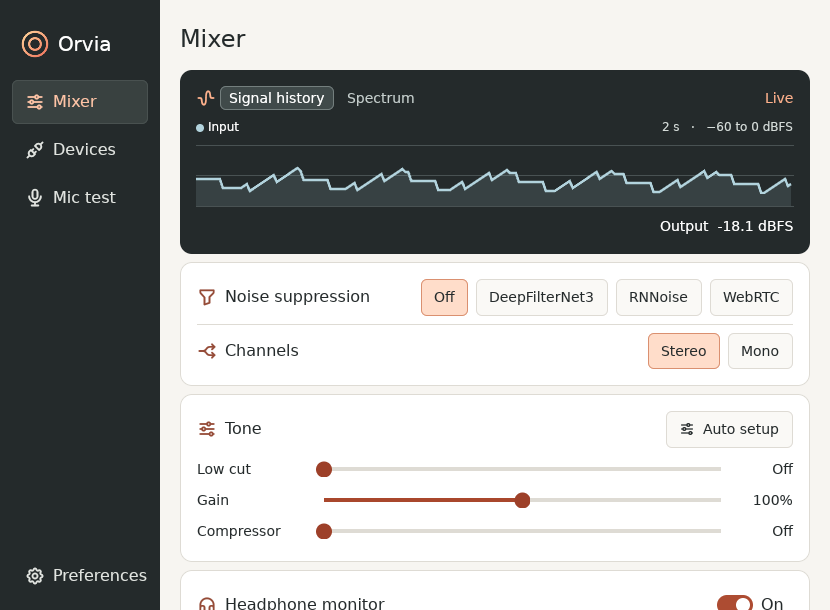 Orvia
Mixer
Devices
Mic test
Preferences
Mixer
Signal history Spectrum Live
Input 2 s · −60 to 0 dBFS
Output -18.1 dBFS
Noise suppression Off DeepFilterNet3 RNNoise WebRTC
Channels Stereo Mono
Tone Auto setup
Low cut Off
Gain 100%
Compressor Off
Headphone monitor On